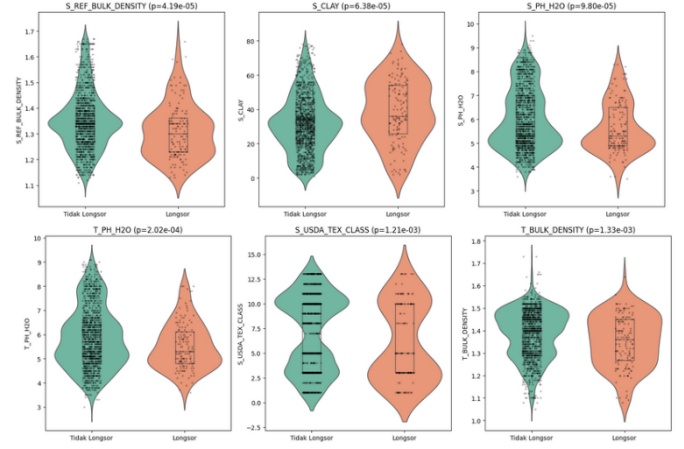 S_REF_BULK_DENSITY (p=4.19e-05)
S_REF_BULK_DENSITY
1.7
1.6
1.5
1.4
1.3
1.2
1.1
Tidak Longsor
Longsor
S_CLAY (p=6.38e-05)
S_CLAY
80
60
40
20
0
Tidak Longsor
Longsor
S_PH_H2O (p=9.80e-05)
S_PH_H2O
10
9
8
7
6
5
4
3
Tidak Longsor
Longsor
T_PH_H2O (p=2.02e-04)
T_PH_H2O
10
9
8
7
6
5
4
3
Tidak Longsor
Longsor
S_USDA_TEX_CLASS (p=1.21e-03)
S_USDA_TEX_CLASS
15.0
12.5
10.0
7.5
5.0
2.5
0.0
−2.5
Tidak Longsor
Longsor
T_BULK_DENSITY (p=1.33e-03)
T_BULK_DENSITY
1.8
1.7
1.6
1.5
1.4
1.3
1.2
1.1
1.0
Tidak Longsor
Longsor